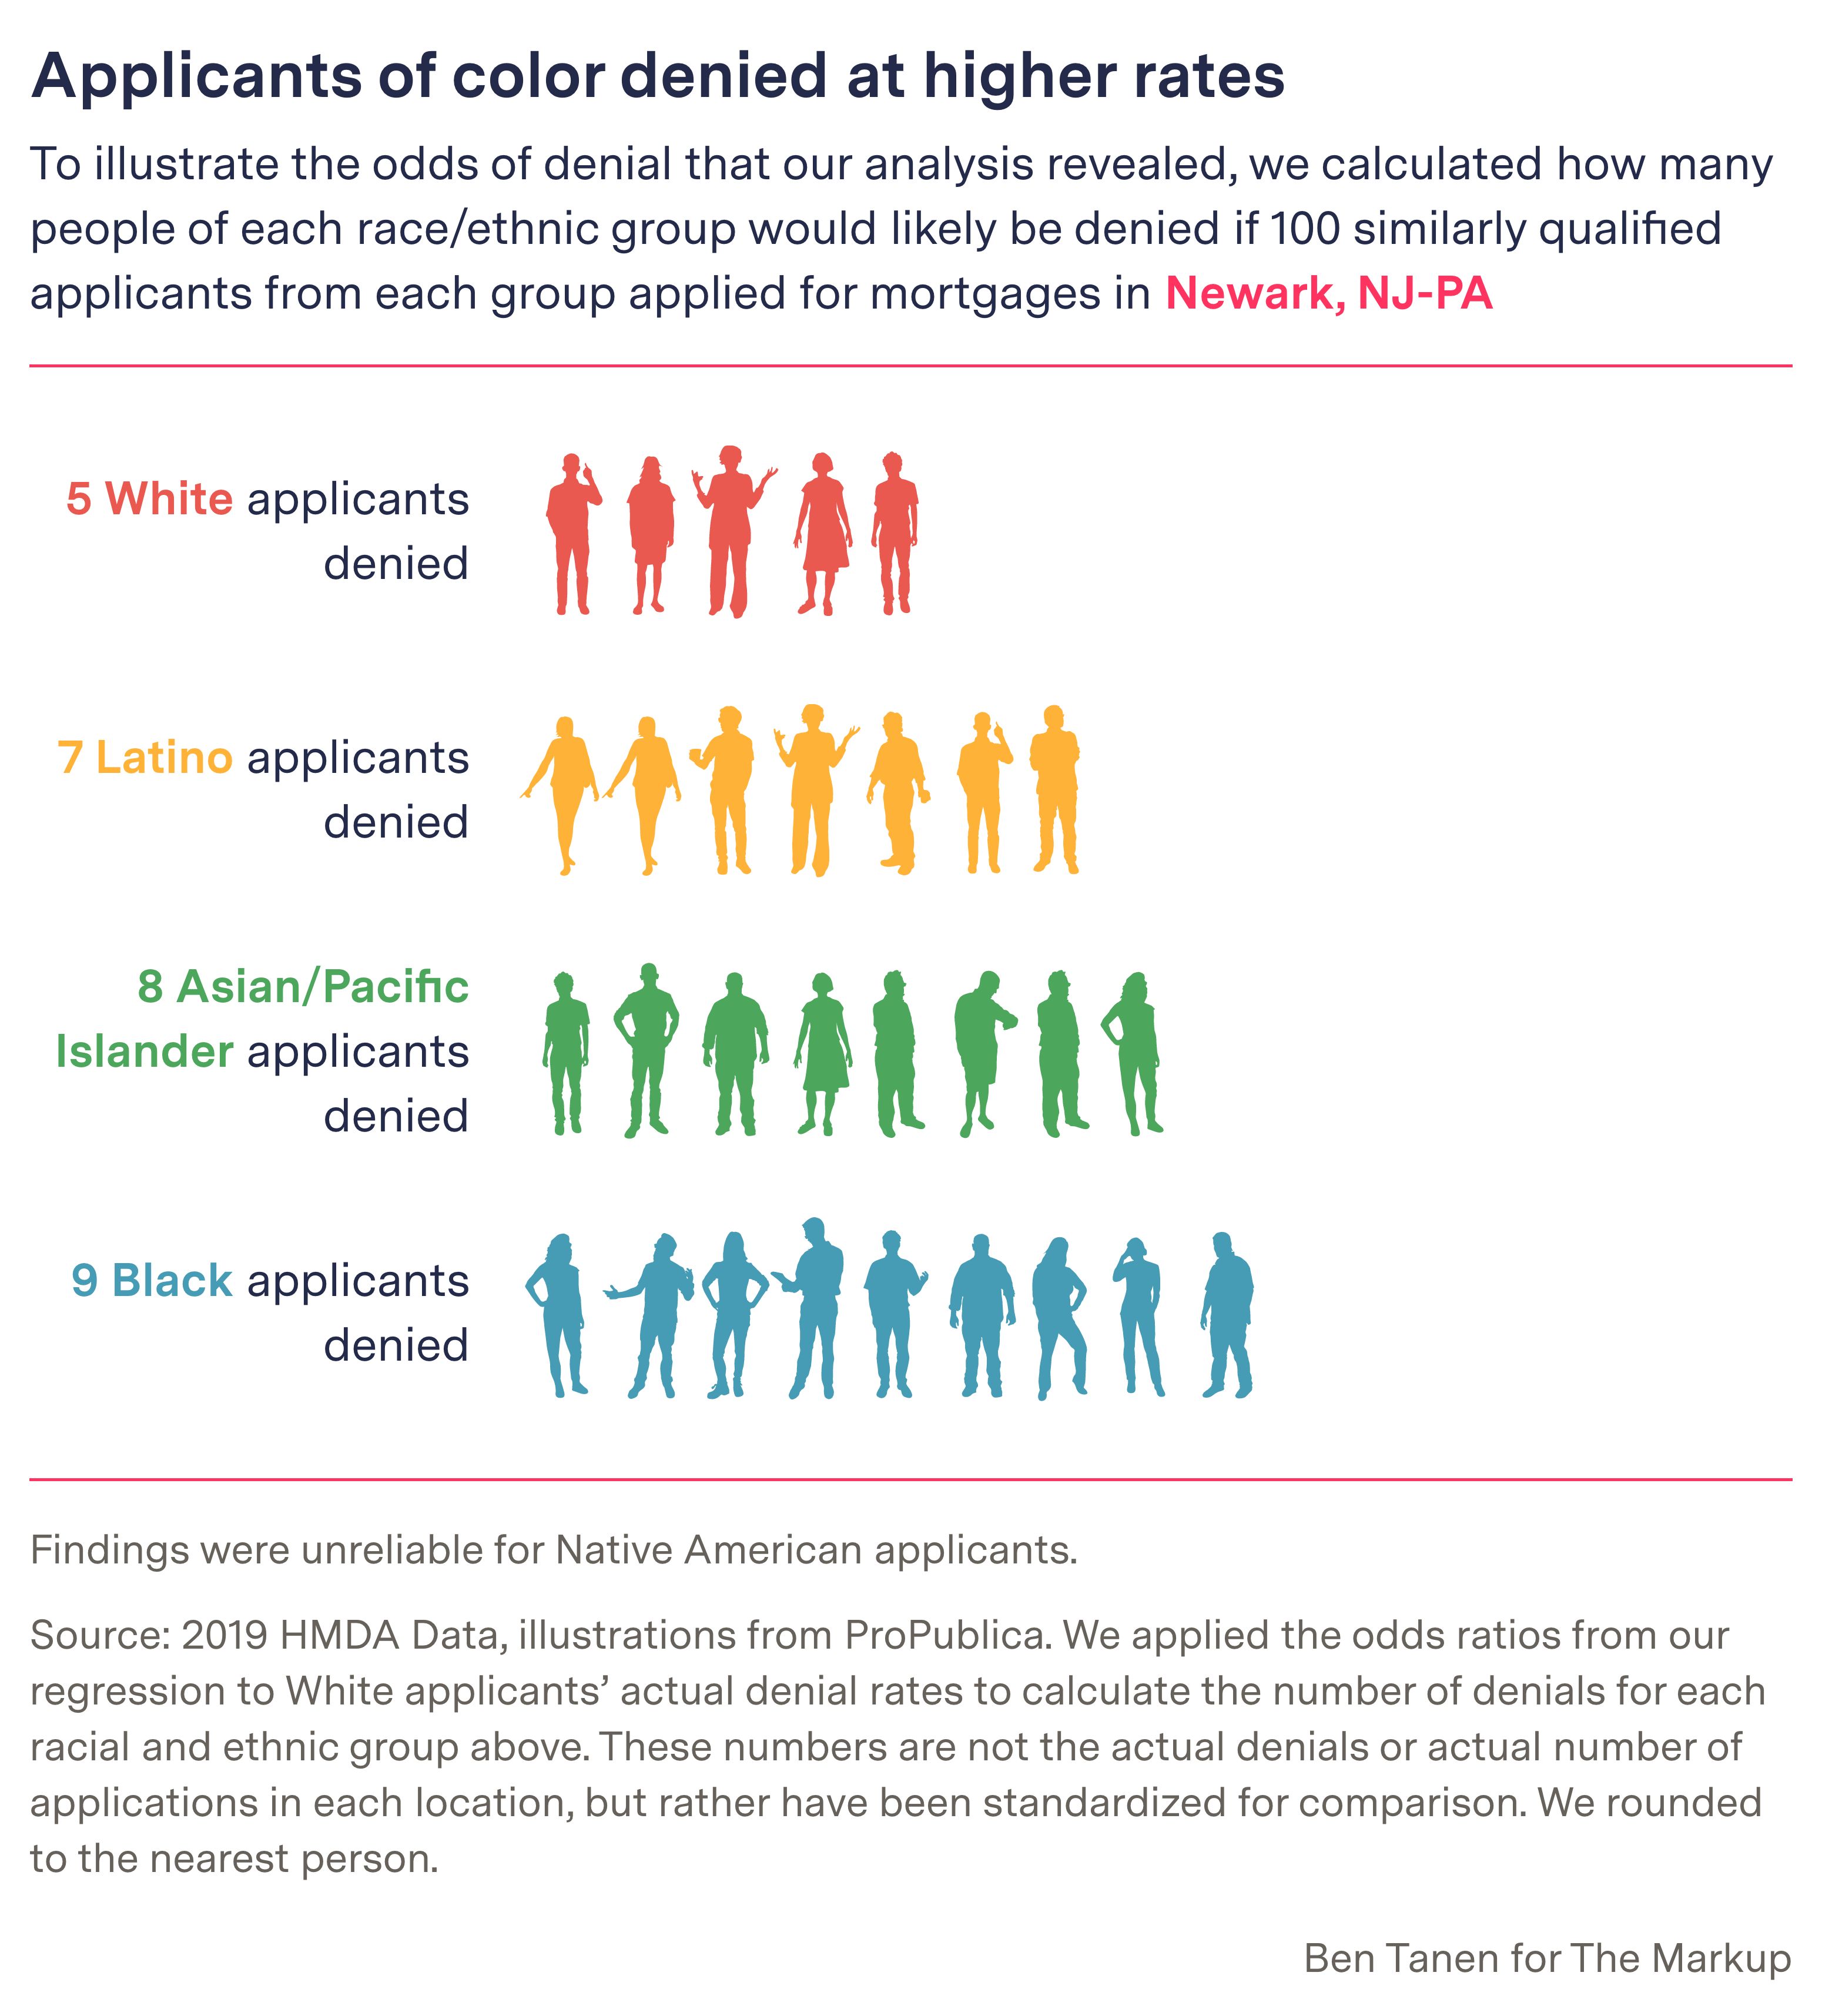 Applicants of color denied at higher rates
To illustrate the odds of denial that our analysis revealed, we calculated how many
people of each race/ethnic group would likely be denied if 100 similarly qualified
applicants from each group applied for mortgages in Newark, NJ-PA
5 White applicants
denied
7 Latino applicants
denied
8 Asian/Pacific
Islander applicants
denied
9 Black applicants
denied
Findings were unreliable for Native American applicants.
Source: 2019 HMDA Data, illustrations from ProPublica. We applied the odds ratios from our
regression to White applicants’ actual denial rates to calculate the number of denials for each
racial and ethnic group above. These numbers are not the actual denials or actual number of
applications in each location, but rather have been standardized for comparison. We rounded
to the nearest person.
Ben Tanen for The Markup